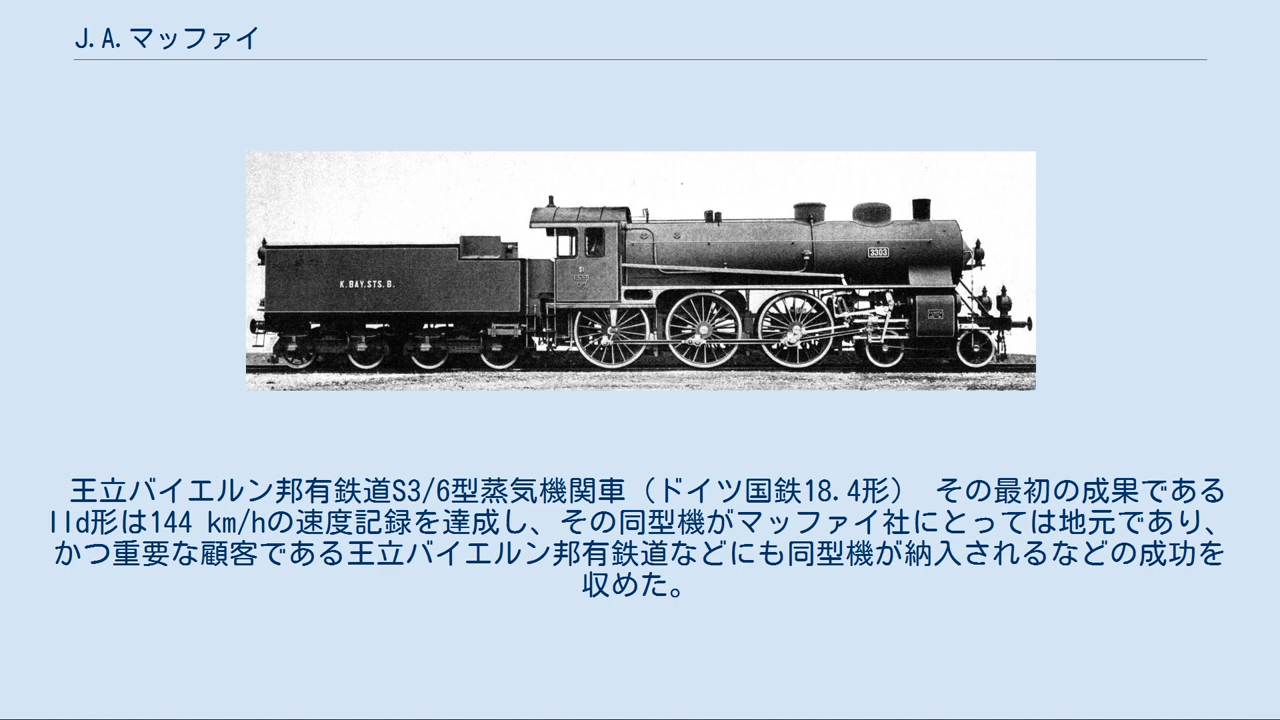 J.A.マッファイ
K.BAY.STS.B.
3303
王立バイエルン邦有鉄道S3/6型蒸気機関車（ドイツ国鉄18.4形） その最初の成果である
IId形は144 km/hの速度記録を達成し、その同型機がマッファイ社にとっては地元であり、
かつ重要な顧客である王立バイエルン邦有鉄道などにも同型機が納入されるなどの成功を
収めた。